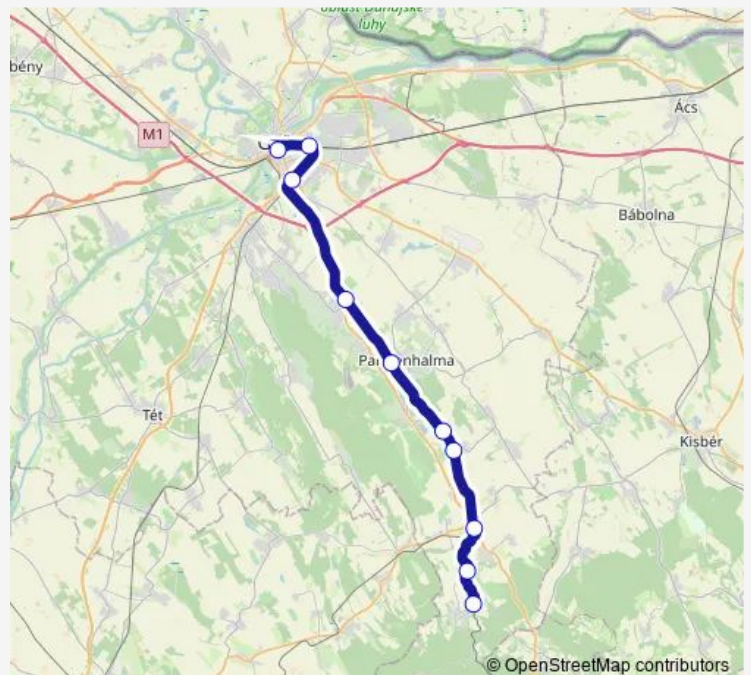 oblast Dunajské
luhy
bény
M1
Ács
Bábolna
Tét
Kisbér
© OpenStreetMap contributors